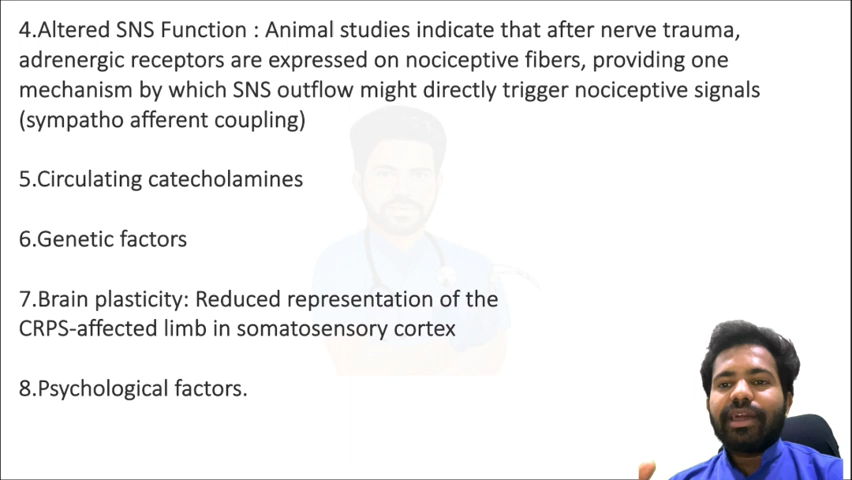 4.Altered SNS Function : Animal studies indicate that after nerve trauma,
adrenergic receptors are expressed on nociceptive fibers, providing one
mechanism by which SNS outflow might directly trigger nociceptive signals
(sympatho afferent coupling)
5.Circulating catecholamines
6.Genetic factors
7.Brain plasticity: Reduced representation of the
CRPS-affected limb in somatosensory cortex
8.Psychological factors.